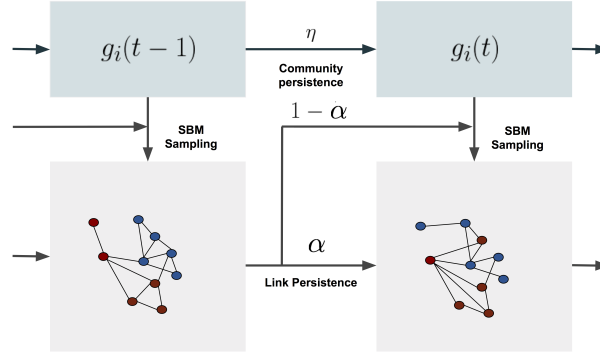 g_i(t − 1)
η
g_i(t)
Community
persistence
1 − α
SBM
Sampling
SBM
Sampling
α
Link Persistence